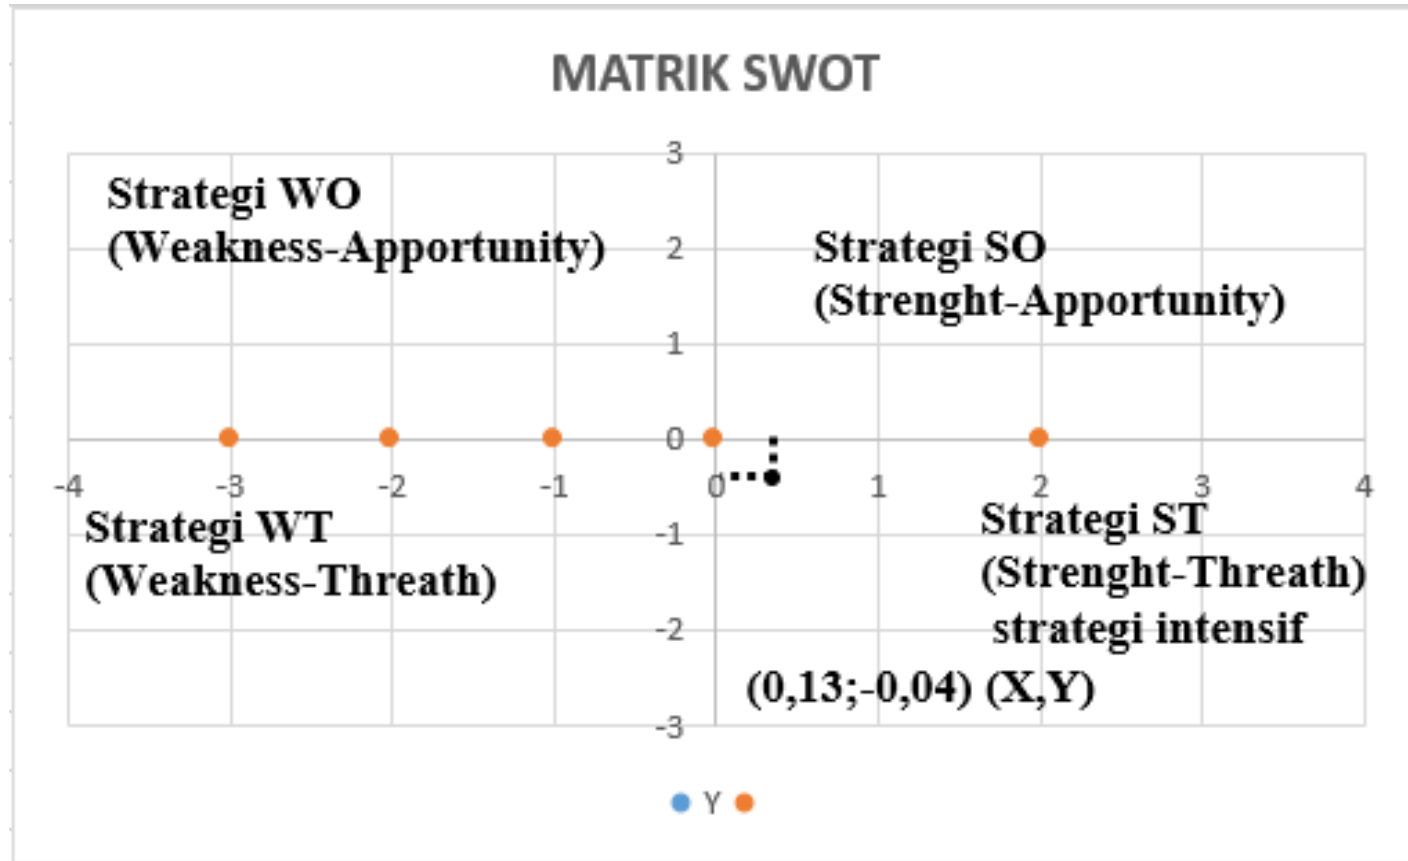 MATRIK SWOT
3
Strategi WO
(Weakness-Apportunity)
2
Strategi SO
(Strenght-Apportunity)
1
0
-4 -3 -2 -1 0 1 2 3 4
Strategi WT
(Weakness-Threath)
-1
Strategi ST
(Strenght-Threath)
strategi intensif
-2
(0,13;-0,04) (X,Y)
-3
Y